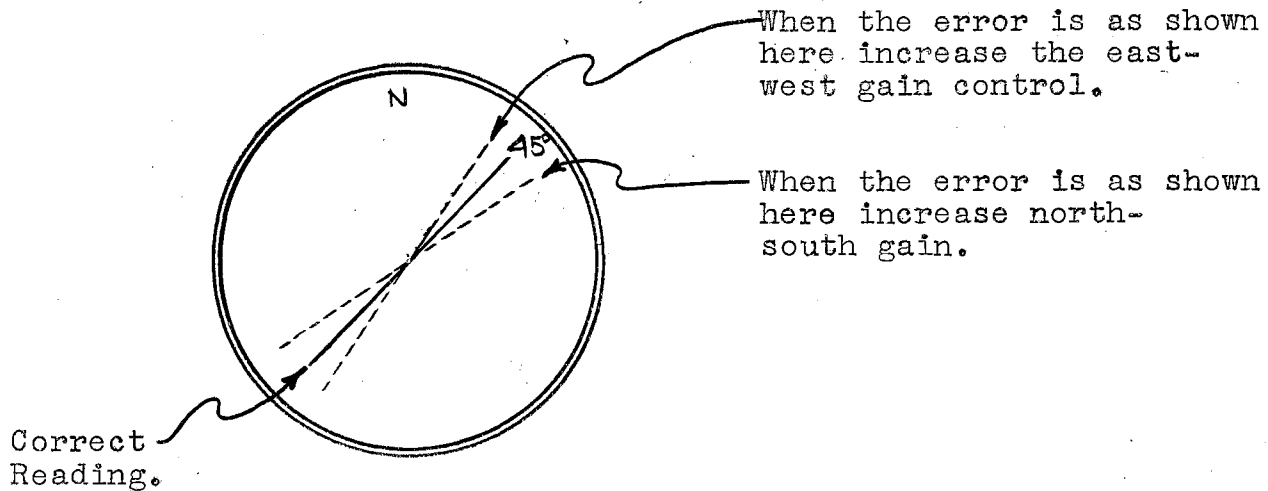 When the error is as shown
here increase the east-
west gain control.
N
45°
When the error is as shown
here increase north-
south gain.
Correct
Reading.